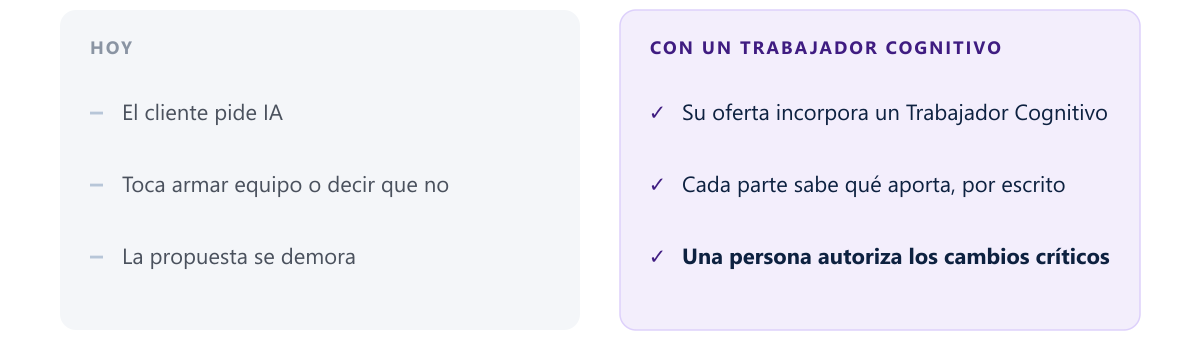 HOY
– El cliente pide IA
– Toca armar equipo o decir que no
– La propuesta se demora
CON UN TRABAJADOR COGNITIVO
✓ Su oferta incorpora un Trabajador Cognitivo
✓ Cada parte sabe qué aporta, por escrito
✓ Una persona autoriza los cambios críticos